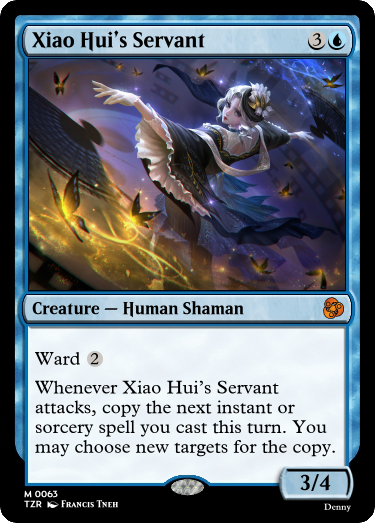 Xiao Hui's Servant 3
Creature — Human Shaman
Ward 2
Whenever Xiao Hui's Servant
attacks, copy the next instant or
sorcery spell you cast this turn. You
may choose new targets for the copy.
3/4
M 0063
TZR Francis Tneh
Denny